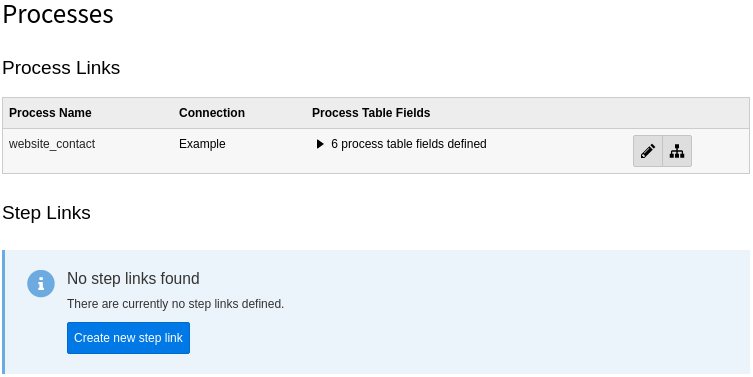 Processes
Process Links
Process Name Connection Process Table Fields
website_contact Example 6 process table fields defined
Step Links
No step links found
There are currently no step links defined.
Create new step link